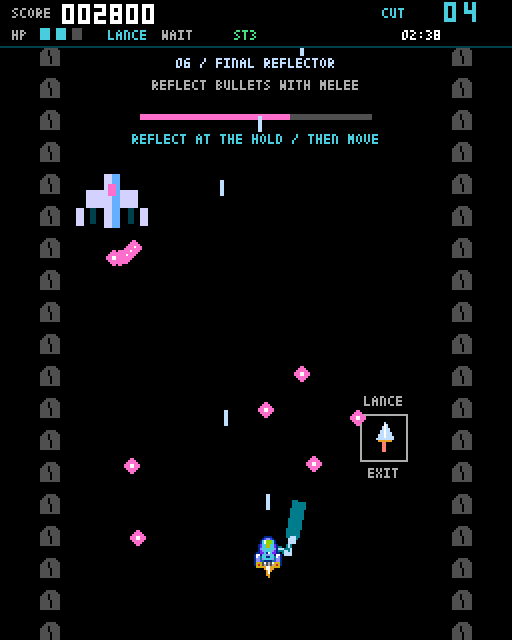 SCORE 002800 CUT 04
HP LANCE WAIT ST3 02:38
06 / FINAL REFLECTOR
REFLECT BULLETS WITH MELEE
REFLECT AT THE HOLD / THEN MOVE
LANCE
EXIT